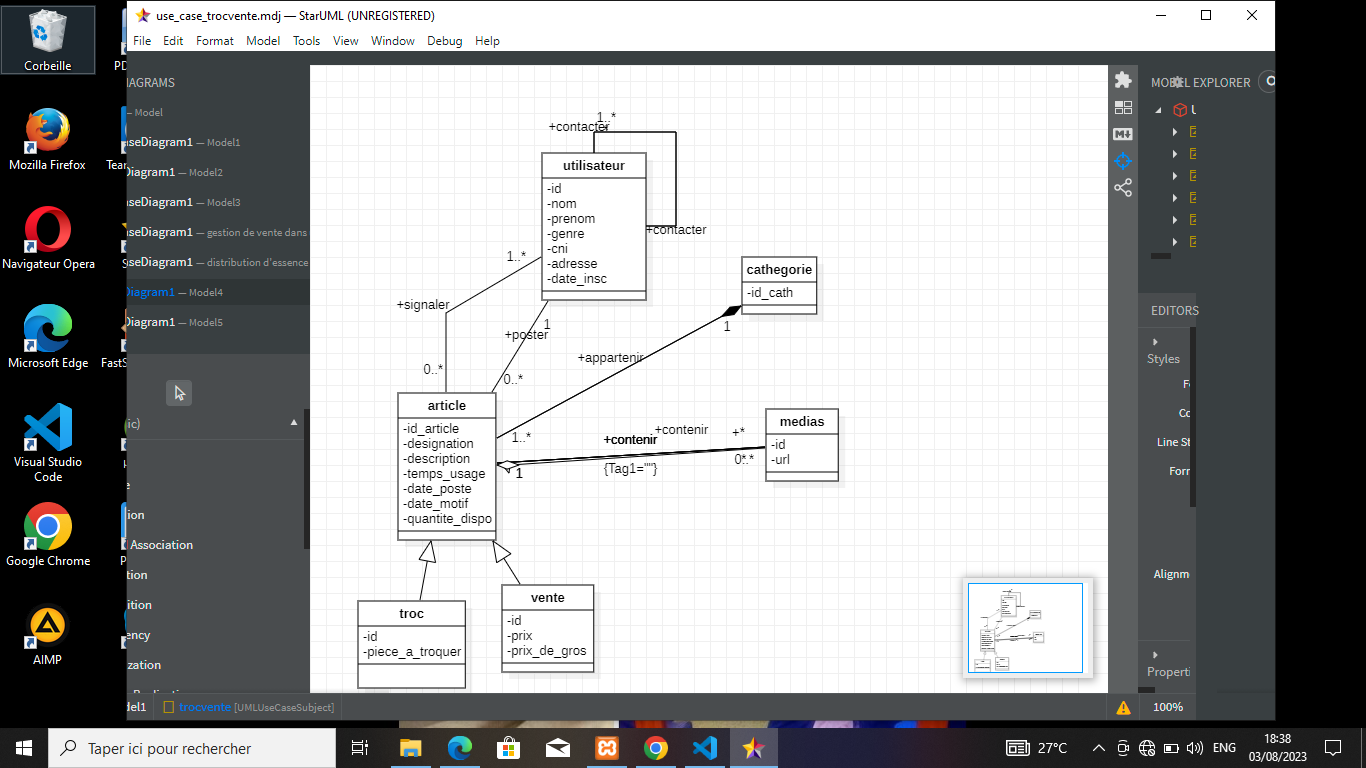 use_case_trocvente.mdj — StarUML (UNREGISTERED)
File Edit Format Model Tools View Window Debug Help
Corbeille
Mozilla Firefox
Navigateur Opera
Microsoft Edge
Visual Studio
Code
Google Chrome
AIMP
PD
Team
S
FastS
P
IAGRAMS
— Model
aseDiagram1 — Model1
Diagram1 — Model2
aseDiagram1 — Model3
aseDiagram1 — gestion de vente dans
aseDiagram1 — distribution d'essence
Diagram1 — Model4
Diagram1 — Model5
ic)
e
ion
Association
tion
ition
ency
ization
1..*
+contacter
utilisateur
-id
-nom
-prenom
-genre
-cni
-adresse
-date_insc
+contacter
1..*
+signaler
0..*
1
+poster
0..*
cathegorie
-id_cath
1
+appartenir
1..*
article
-id_article
-designation
-description
-temps_usage
-date_poste
-date_motif
-quantite_dispo
+contenir
+contenir
+*
0..*
{Tag1=""}
1
medias
-id
-url
troc
-id
-piece_a_troquer
vente
-id
-prix
-prix_de_gros
M+
MODEL EXPLORER
U
EDITORS
Styles
Fo
Co
Line St
Form
Alignm
Properti
del1
trocvente [UMLUseCaseSubject]
100%
Taper ici pour rechercher
27°C
ENG
18:38
03/08/2023